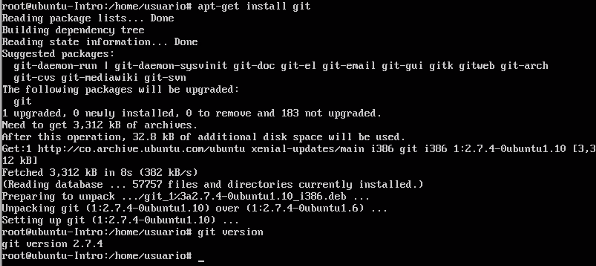 root@ubuntu-Intro:/home/usuario# apt-get install git
Reading package lists... Done
Building dependency tree
Reading state information... Done
Suggested packages:
  git-daemon-run | git-daemon-sysvinit git-doc git-el git-email git-gui gitk gitweb git-arch
  git-cvs git-mediawiki git-svn
The following packages will be upgraded:
  git
1 upgraded, 0 newly installed, 0 to remove and 183 not upgraded.
Need to get 3,312 kB of archives.
After this operation, 32.8 kB of additional disk space will be used.
Get:1 http://co.archive.ubuntu.com/ubuntu xenial-updates/main i386 git i386 1:2.7.4-0ubuntu1.10 [3,3
12 kB]
Fetched 3,312 kB in 8s (382 kB/s)
(Reading database ... 57757 files and directories currently installed.)
Preparing to unpack .../git_1%3a2.7.4-0ubuntu1.10_i386.deb ...
Unpacking git (1:2.7.4-0ubuntu1.10) over (1:2.7.4-0ubuntu1.6) ...
Setting up git (1:2.7.4-0ubuntu1.10) ...
root@ubuntu-Intro:/home/usuario# git version
git version 2.7.4
root@ubuntu-Intro:/home/usuario# _